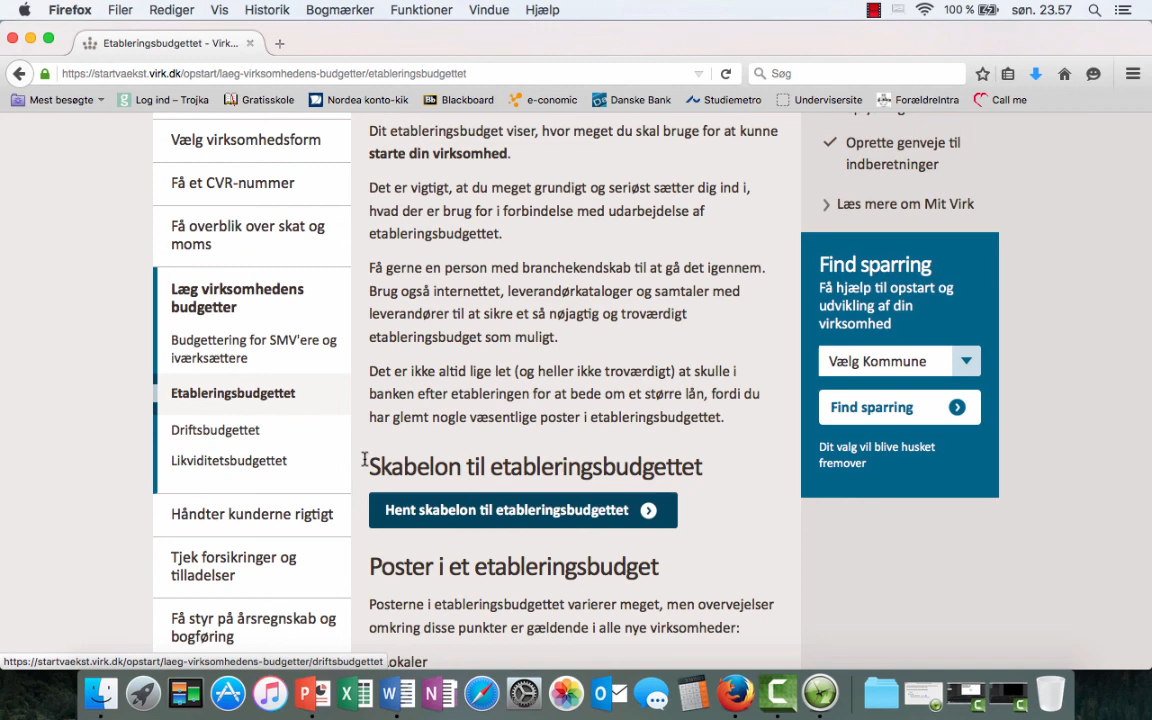 Firefox Filer Rediger Vis Historik Bogmærker Funktioner Vindue Hjælp 100 % søn. 23.57
Etableringsbudgettet - Virk...
https://startvaekst.virk.dk/opstart/laeg-virksomhedens-budgetter/etableringsbudgettet
Søg
Mest besøgte Log ind – Trojka Gratisskole Nordea konto-kik Blackboard e-conomic Danske Bank Studiemetro Undervisersite ForældreIntra Call me
Vælg virksomhedsform
Få et CVR-nummer
Få overblik over skat og
moms
Læg virksomhedens
budgetter
Budgettering for SMV'ere og
iværksættere
Etableringsbudgettet
Driftsbudgettet
Likviditetsbudgettet
Håndter kunderne rigtigt
Tjek forsikringer og
tilladelser
Få styr på årsregnskab og
bogføring
Dit etableringsbudget viser, hvor meget du skal bruge for at kunne
starte din virksomhed.
Det er vigtigt, at du meget grundigt og seriøst sætter dig ind i,
hvad der er brug for i forbindelse med udarbejdelse af
etableringsbudgettet.
Få gerne en person med branchekendskab til at gå det igennem.
Brug også internettet, leverandørkataloger og samtaler med
leverandører til at sikre et så nøjagtig og troværdigt
etableringsbudget som muligt.
Det er ikke altid lige let (og heller ikke troværdigt) at skulle i
banken efter etableringen for at bede om et større lån, fordi du
har glemt nogle væsentlige poster i etableringsbudgettet.
Skabelon til etableringsbudgettet
Hent skabelon til etableringsbudgettet
Poster i et etableringsbudget
Posterne i etableringsbudgettet varierer meget, men overvejelser
omkring disse punkter er gældende i alle nye virksomheder:
okaler
Oprette genveje til
indberetninger
Læs mere om Mit Virk
Find sparring
Få hjælp til opstart og
udvikling af din
virksomhed
Vælg Kommune
Find sparring
Dit valg vil blive husket
fremover
https://startvaekst.virk.dk/opstart/laeg-virksomhedens-budgetter/driftsbudgettet